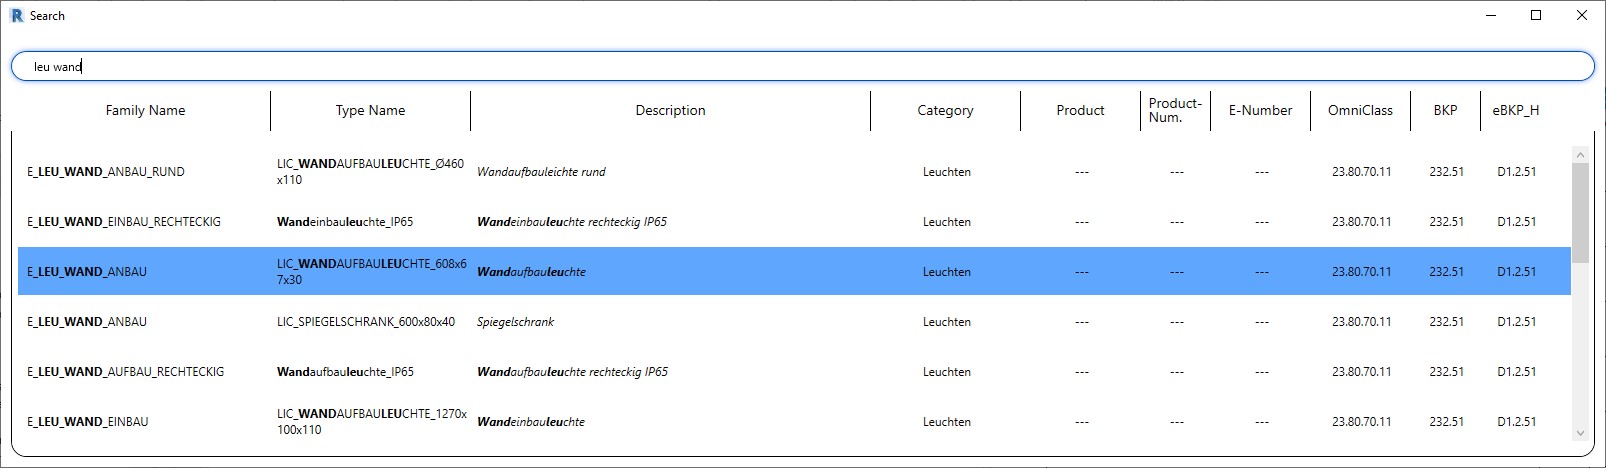 Search
leu wand
Family Name Type Name Description Category Product Product-Num. E-Number OmniClass BKP eBKP_H
E_LEU_WAND_ANBAU_RUND LIC_WANDAUFBAULEUCHTE_Ø460x110 Wandaufbauleichte rund Leuchten --- --- --- 23.80.70.11 232.51 D1.2.51
E_LEU_WAND_EINBAU_RECHTECKIG Wandeinbauleuchte_IP65 Wandeinbauleuchte rechteckig IP65 Leuchten --- --- --- 23.80.70.11 232.51 D1.2.51
E_LEU_WAND_ANBAU LIC_WANDAUFBAULEUCHTE_608x67x30 Wandaufbauleuchte Leuchten --- --- --- 23.80.70.11 232.51 D1.2.51
E_LEU_WAND_ANBAU LIC_SPIEGELSCHRANK_600x80x40 Spiegelschrank Leuchten --- --- --- 23.80.70.11 232.51 D1.2.51
E_LEU_WAND_AUFBAU_RECHTECKIG Wandaufbauleuchte_IP65 Wandaufbauleuchte rechteckig IP65 Leuchten --- --- --- 23.80.70.11 232.51 D1.2.51
E_LEU_WAND_EINBAU LIC_WANDAUFBAULEUCHTE_1270x100x110 Wandeinbauleuchte Leuchten --- --- --- 23.80.70.11 232.51 D1.2.51